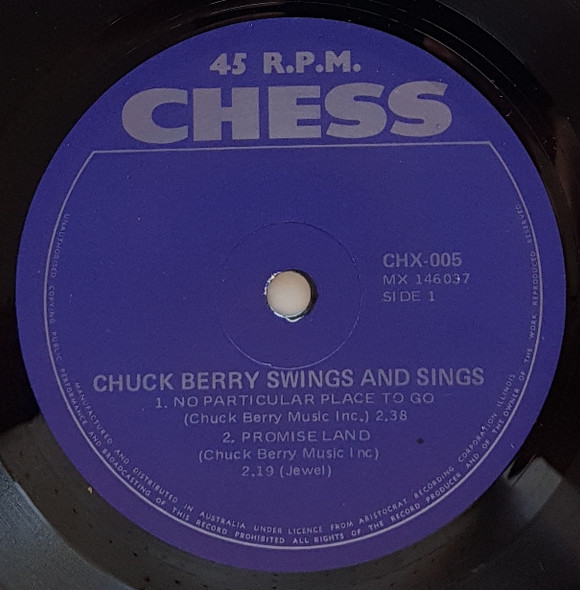 45 R.P.M.
CHESS
CHX-005
MX 146037
SIDE 1
CHUCK BERRY SWINGS AND SINGS
1. NO PARTICULAR PLACE TO GO
(Chuck Berry Music Inc.) 2.38
2. PROMISE LAND
(Chuck Berry Music Inc)
2.19 (Jewel)
MANUFACTURED AND DISTRIBUTED IN AUSTRALIA UNDER LICENCE FROM ARISTOCRAT RECORDING CORPORATION ILLINOIS
UNAUTHORISED COPYING PUBLIC PERFORMANCE AND BROADCASTING OF THIS RECORD PROHIBITED ALL RIGHTS OF THE RECORD PRODUCER AND OF THE OWNER OF THE WORK REPRODUCED RESERVED